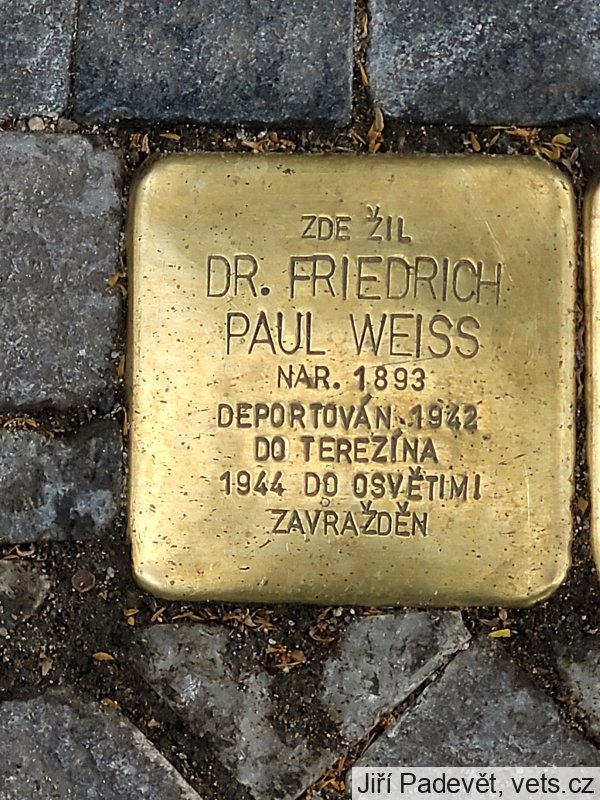 ZDE ŽIL
DR. FRIEDRICH
PAUL WEISS
NAR. 1893
DEPORTOVÁN 1942
DO TEREZÍNA
1944 DO OSVĚTIMI
ZAVRAŽDĚN
Jiří Padevět, vets.cz